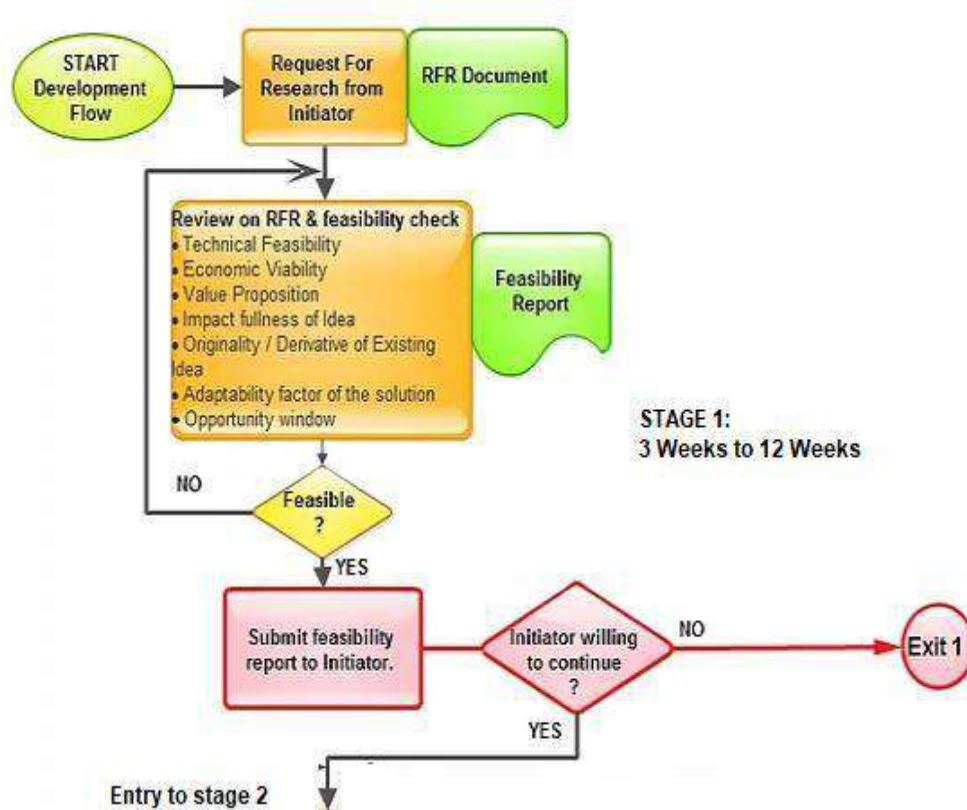 START
Development
Flow
Request For
Research from
Initiator
RFR Document
Review on RFR & feasibility check
• Technical Feasibility
• Economic Viability
• Value Proposition
• Impact fullness of Idea
• Originality / Derivative of Existing
Idea
• Adaptability factor of the solution
• Opportunity window
Feasibility
Report
STAGE 1:
3 Weeks to 12 Weeks
NO
Feasible
?
YES
Submit feasibility
report to Initiator.
Initiator willing
to continue
?
NO
Exit 1
YES
Entry to stage 2